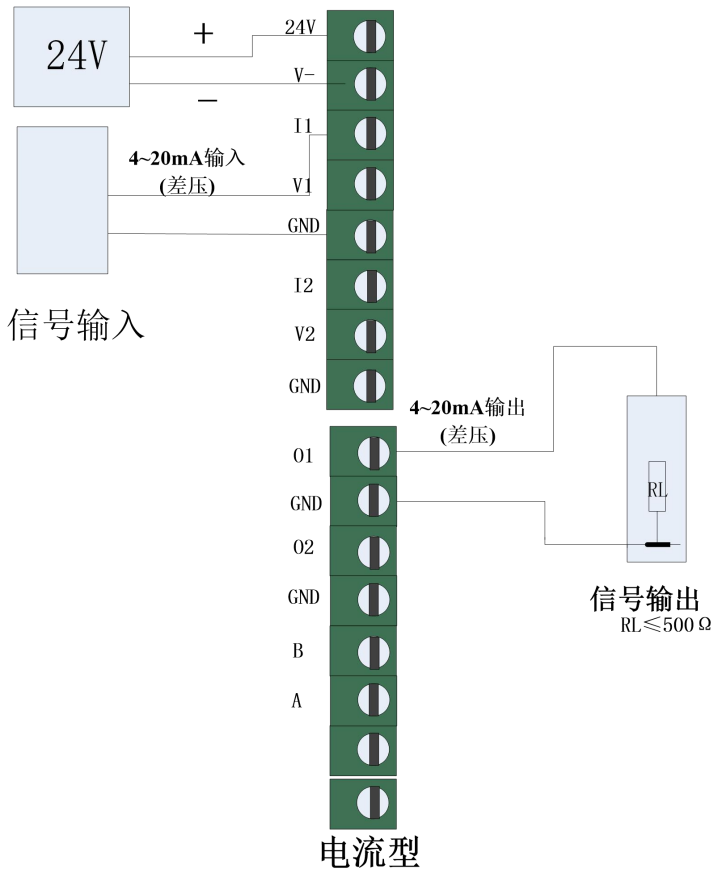 24V
+
24V
V-
−
I1
4~20mA输入
(差压)
V1
GND
信号输入
I2
V2
GND
4~20mA输出
(差压)
O1
GND
RL
O2
GND
信号输出
RL≤500Ω
B
A
电流型